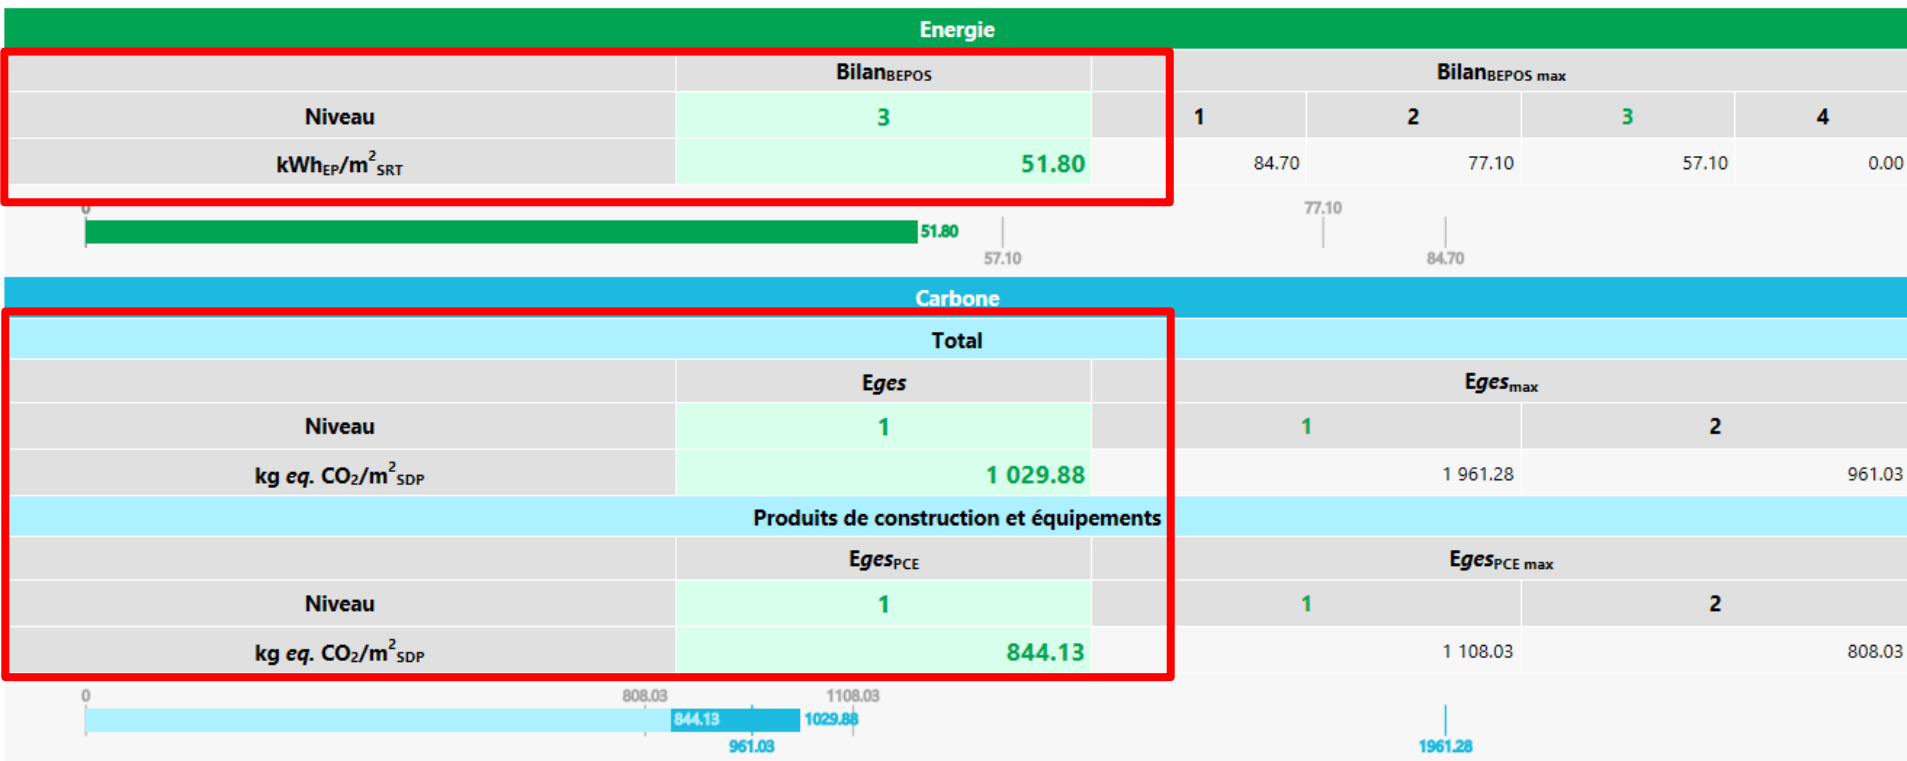 Energie
BilanBEPOS BilanBEPOS max
Niveau 3 1 2 3 4
kWhEP/m2SRT 51.80 84.70 77.10 57.10 0.00
0 77.10
51.80
57.10 84.70
Carbone
Total
Eges Egesmax
Niveau 1 1 2
kg eq. CO2/m2SDP 1 029.88 1 961.28 961.03
Produits de construction et équipements
EgesPCE EgesPCE max
Niveau 1 1 2
kg eq. CO2/m2SDP 844.13 1 108.03 808.03
0 808.03 1108.03
844.13 1029.88
961.03 1961.28